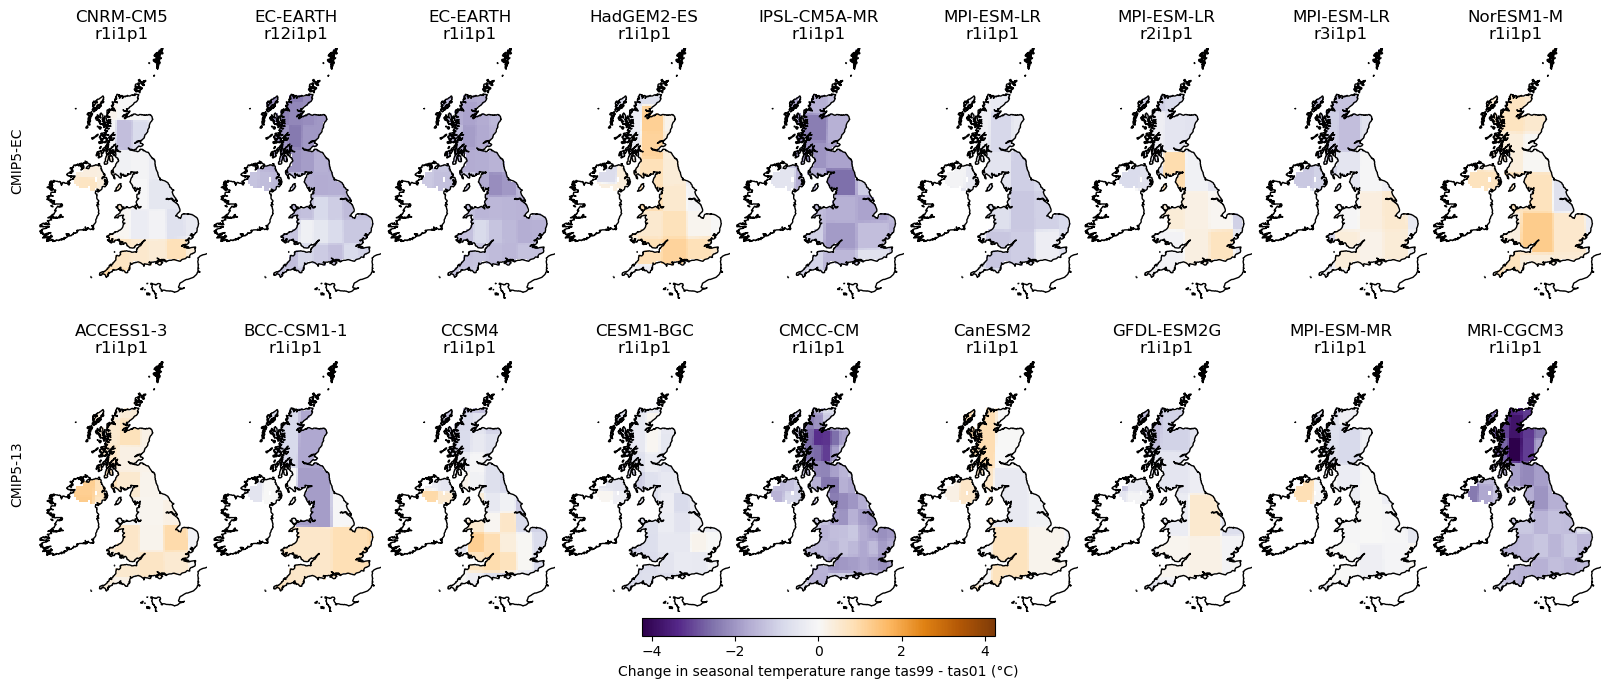 CNRM-CM5
r1i1p1
EC-EARTH
r12i1p1
EC-EARTH
r1i1p1
HadGEM2-ES
r1i1p1
IPSL-CM5A-MR
r1i1p1
MPI-ESM-LR
r1i1p1
MPI-ESM-LR
r2i1p1
MPI-ESM-LR
r3i1p1
NorESM1-M
r1i1p1
CMIP5-EC
ACCESS1-3
r1i1p1
BCC-CSM1-1
r1i1p1
CCSM4
r1i1p1
CESM1-BGC
r1i1p1
CMCC-CM
r1i1p1
CanESM2
r1i1p1
GFDL-ESM2G
r1i1p1
MPI-ESM-MR
r1i1p1
MRI-CGCM3
r1i1p1
CMIP5-13
−4 −2 0 2 4
Change in seasonal temperature range tas99 - tas01 (°C)